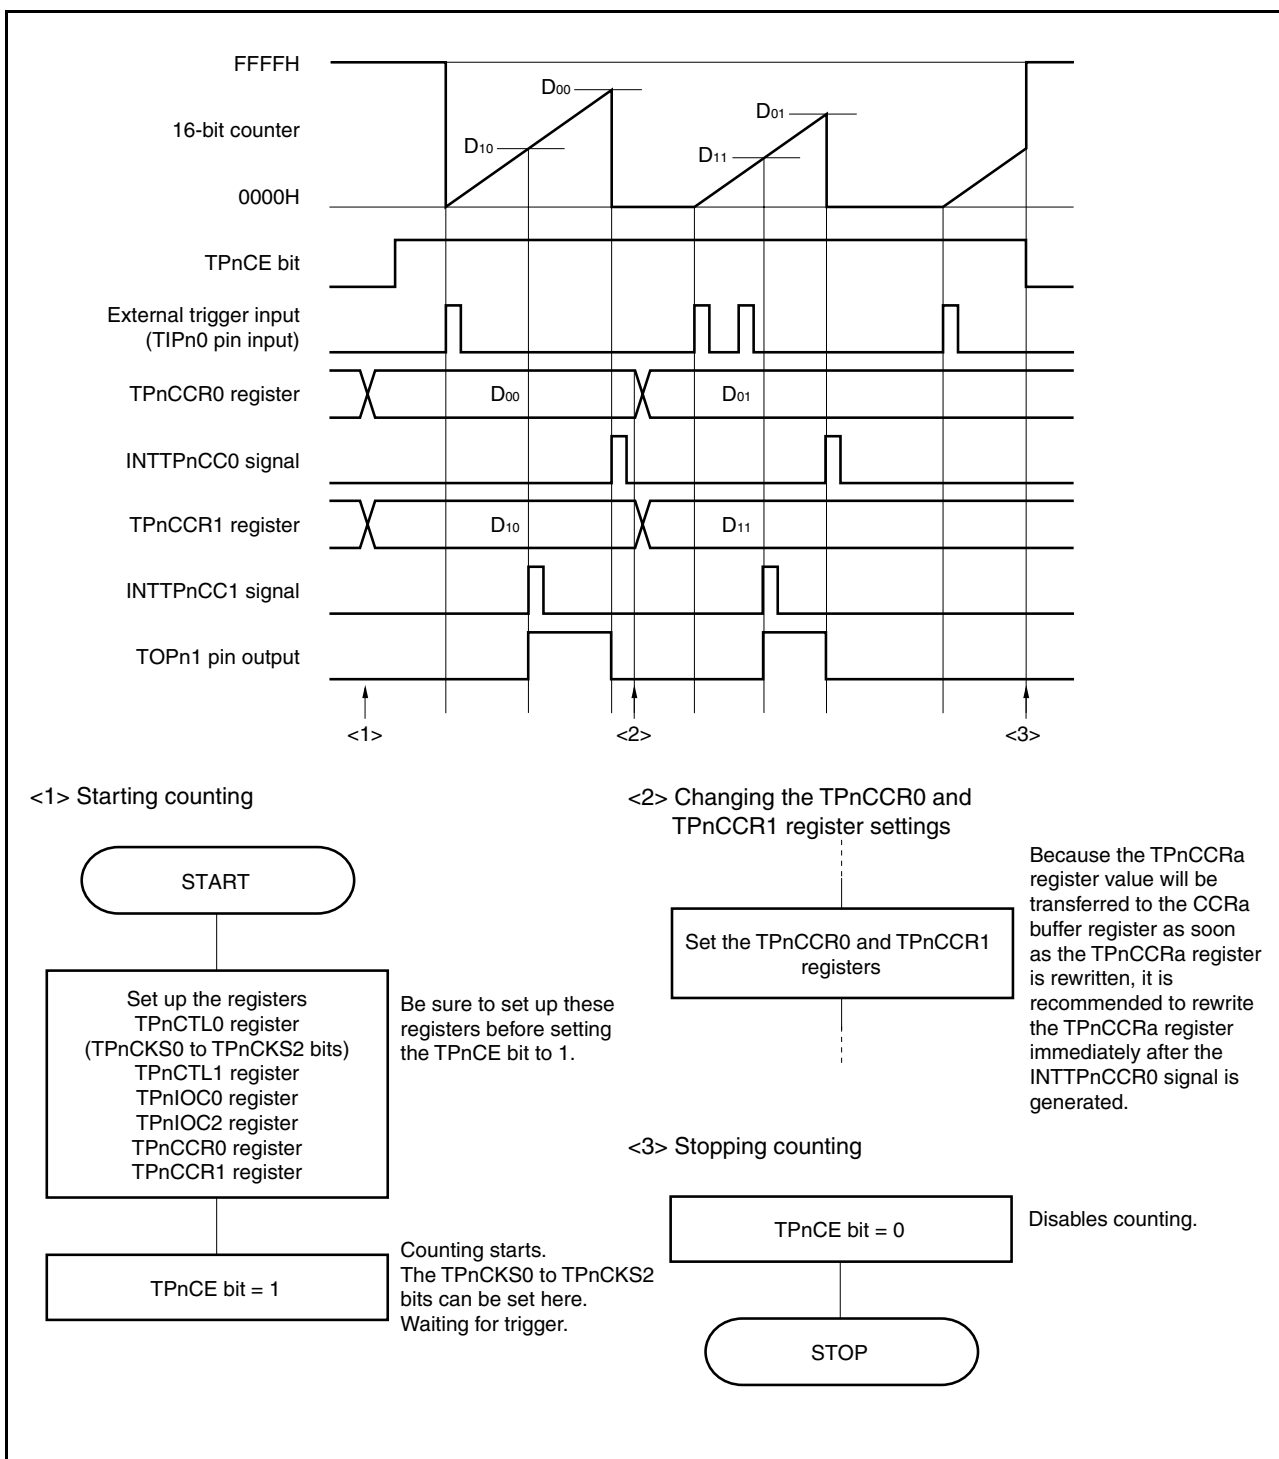 FFFFH
D00
D01
16-bit counter
D10
D11
0000H
TPnCE bit
External trigger input
(TIPn0 pin input)
TPnCCR0 register
D00
D01
INTTPnCC0 signal
TPnCCR1 register
D10
D11
INTTPnCC1 signal
TOPn1 pin output
<1>
<2>
<3>
<1> Starting counting
START
Set up the registers
TPnCTL0 register
(TPnCKS0 to TPnCKS2 bits)
TPnCTL1 register
TPnIOC0 register
TPnIOC2 register
TPnCCR0 register
TPnCCR1 register
Be sure to set up these
registers before setting
the TPnCE bit to 1.
TPnCE bit = 1
Counting starts.
The TPnCKS0 to TPnCKS2
bits can be set here.
Waiting for trigger.
<2> Changing the TPnCCR0 and
TPnCCR1 register settings
Set the TPnCCR0 and TPnCCR1
registers
Because the TPnCCRa
register value will be
transferred to the CCRa
buffer register as soon
as the TPnCCRa register
is rewritten, it is
recommended to rewrite
the TPnCCRa register
immediately after the
INTTPnCCR0 signal is
generated.
<3> Stopping counting
TPnCE bit = 0
Disables counting.
STOP